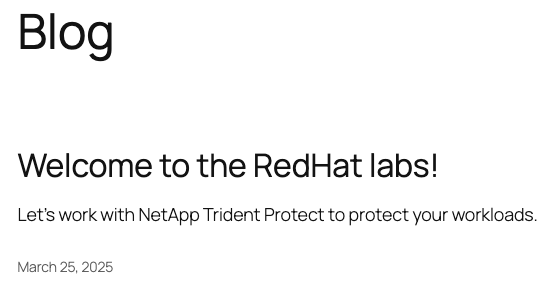 Blog
Welcome to the RedHat labs!
Let’s work with NetApp Trident Protect to protect your workloads.
March 25, 2025